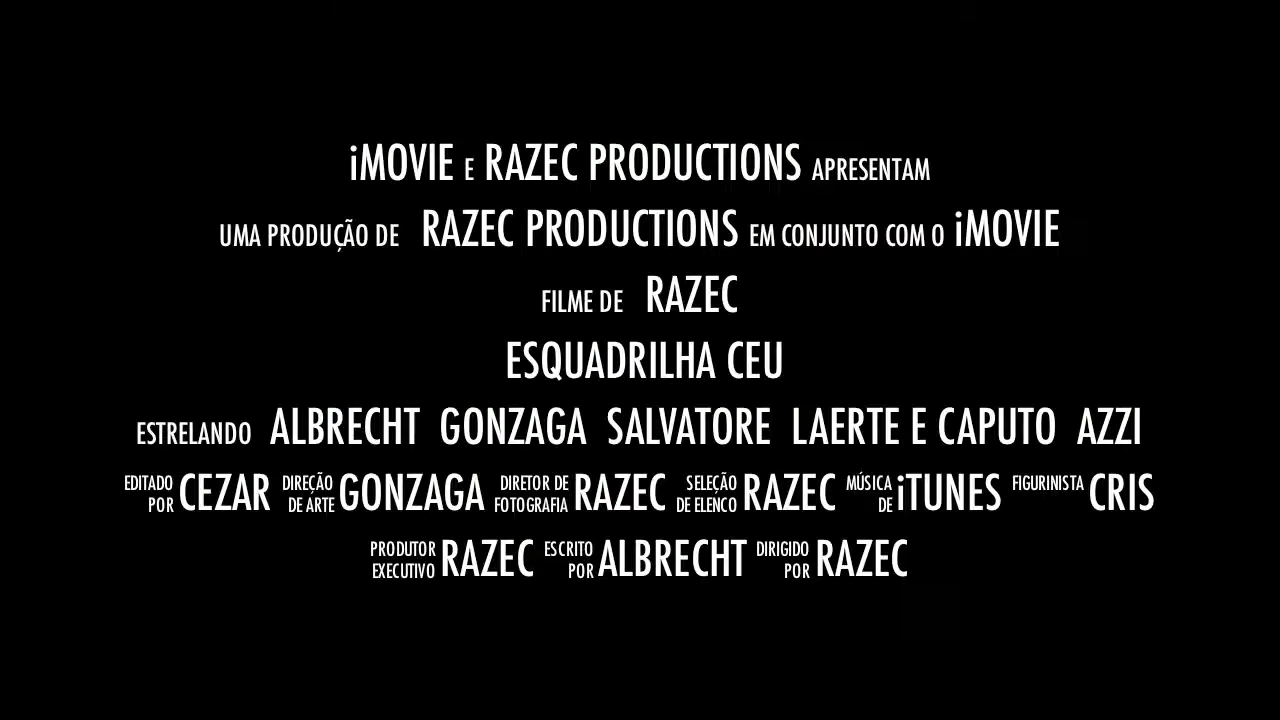 iMOVIE E RAZEC PRODUCTIONS APRESENTAM
UMA PRODUÇÃO DE RAZEC PRODUCTIONS EM CONJUNTO COM O iMOVIE
FILME DE RAZEC
ESQUADRILHA CEU
ESTRELANDO ALBRECHT GONZAGA SALVATORE LAERTE E CAPUTO AZZI
EDITADO POR CEZAR DIREÇÃO DE ARTE GONZAGA DIRETOR DE FOTOGRAFIA RAZEC SELEÇÃO DE ELENCO RAZEC MÚSICA DE iTUNES FIGURINISTA CRIS
PRODUTOR EXECUTIVO RAZEC ESCRITO POR ALBRECHT DIRIGIDO POR RAZEC